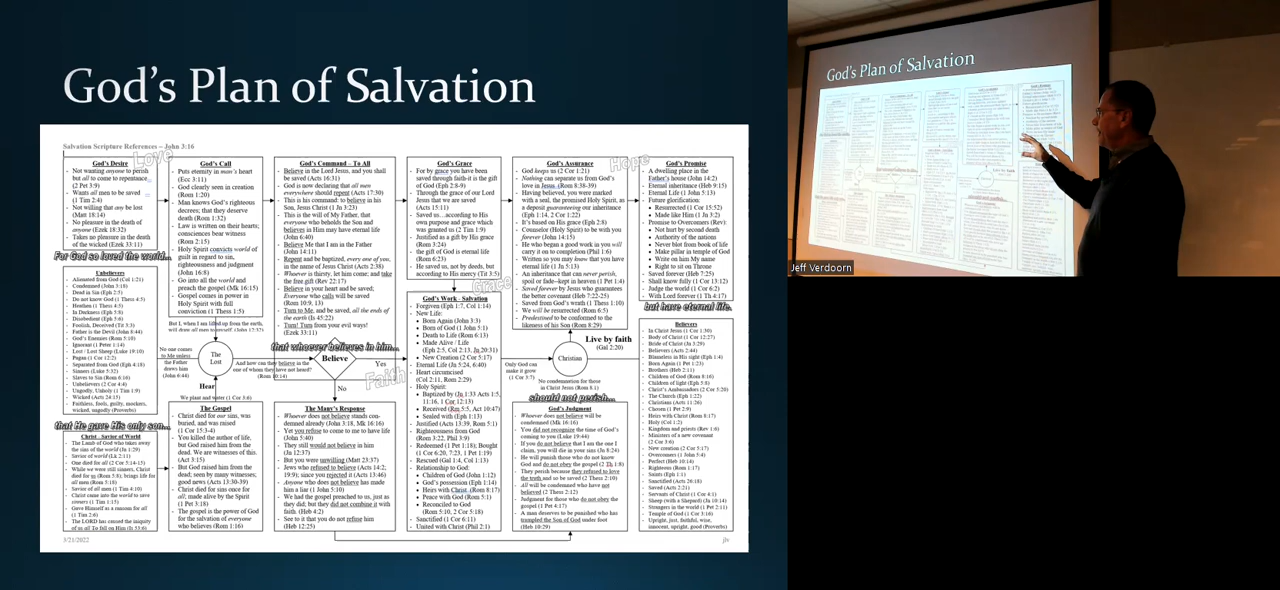 God's Plan of Salvation
Salvation Scripture References – John 3:16
Love
Hope
God's Desire
- Not wanting anyone to perish
but all to come to repentance
(2 Pet 3:9)
- Wants all men to be saved
(1 Tim 2:4)
- Not willing that any be lost
(Matt 18:14)
- No pleasure in the death of
anyone (Ezek 18:32)
- Takes no pleasure in the death
of the wicked (Ezek 33:11)
For God so loved the world...
Unbelievers
- Alienated from God (Col 1:21)
- Condemned (John 3:18)
- Dead in Sin (Eph 2:5)
- Do not know God (1 Thess 4:5)
- Heathen (1 Thess 4:5)
- In Darkness (Eph 5:8)
- Disobedient (Eph 5:6)
- Foolish, Deceived (Tit 3:3)
- Father is the Devil (John 8:44)
- God's Enemies (Rom 5:10)
- Ignorant (1 Peter 1:14)
- Lost / Lost Sheep (Luke 19:10)
- Pagan (1 Cor 12:2)
- Separated from God (Eph 4:18)
- Sinners (Luke 5:32)
- Slaves to Sin (Rom 6:16)
- Unbelievers (2 Cor 4:4)
- Ungodly, Unholy (1 Tim 1:9)
- Wicked (Acts 24:15)
- Faithless, fools, guilty, mockers,
wicked, ungodly (Proverbs)
that He gave His only son...
Christ - Savior of World
- The Lamb of God who takes away
the sins of the world (Jn 1:29)
- Savior of the world (Lk 2:11)
- One died for all (2 Cor 5:14-15)
- While we were still sinners, Christ
died for us (Rom 5:8), brings life for
all men (Rom 5:18)
- Savior of all men (1 Tim 4:10)
- Christ came into the world to save
sinners (1 Tim 1:15)
- Gave Himself as a ransom for all
(1 Tim 2:6)
- The LORD has caused the iniquity
of us all To fall on Him (Is 53:6)
God's Call
- Puts eternity in man's heart
(Ecc 3:11)
- God clearly seen in creation
(Rom 1:20)
- Man knows God's righteous
decrees; that they deserve
death (Rom 1:32)
- Law is written on their hearts;
consciences bear witness
(Rom 2:15)
- Holy Spirit convicts world of
guilt in regard to sin,
righteousness and judgment
(John 16:8)
- Go into all the world and
preach the gospel (Mk 16:15)
- Gospel comes in power in
Holy Spirit with full
conviction (1 Thess 1:5)
But I, when I am lifted up from the earth,
will draw all men to myself. (John 12:32)
No one comes
to Me unless
the Father
draws him
(John 6:44)
The
Lost
And how can they believe in the
one of whom they have not heard?
(Rom 10:14)
Hear
We plant and water (1 Cor 3:6)
The Gospel
- Christ died for our sins, was
buried, and was raised
(1 Cor 15:3-4)
- You killed the author of life,
but God raised him from the
dead. We are witnesses of this.
(Act 3:15)
- But God raised him from the
dead; seen by many witnesses;
good news (Acts 13:30-39)
- Christ died for sins once for
all; made alive by the Spirit
(1 Pet 3:18)
- The gospel is the power of God
for the salvation of everyone
who believes (Rom 1:16)
God's Command – To All
- Believe in the Lord Jesus, and you shall
be saved (Acts 16:31)
- God is now declaring that all men
everywhere should repent (Acts 17:30)
- This is his command: to believe in his
Son, Jesus Christ (1 Jn 3:23)
- This is the will of My Father, that
everyone who beholds the Son and
believes in Him may have eternal life
(John 6:40)
- Believe Me that I am in the Father
(John 14:11)
- Repent and be baptized, every one of you,
in the name of Jesus Christ (Acts 2:38)
- Whoever is thirsty, let him come; and take
the free gift (Rev 22:17)
- Believe in your heart and be saved;
Everyone who calls will be saved
(Rom 10:9, 13)
- Turn to Me, and be saved, all the ends of
the earth (Is 45:22)
- Turn! Turn from your evil ways!
(Ezek 33:11)
that whoever believes in him...
Believe
Yes
No
Faith
The Many's Response
- Whoever does not believe stands con-
demned already (John 3:18, Mk 16:16)
- Yet you refuse to come to me to have life
(John 5:40)
- They still would not believe in him
(Jn 12:37)
- But you were unwilling (Matt 23:37)
- Jews who refused to believe (Acts 14:2,
19:9); since you rejected it (Acts 13:46)
- Anyone who does not believe has made
him a liar (1 John 5:10)
- We had the gospel preached to us, just as
they did; but they did not combine it with
faith (Heb 4:2)
- See to it that you do not refuse him
(Heb 12:25)
God's Grace
- For by grace you have been
saved through faith-it is the gift
of God (Eph 2:8-9)
- Through the grace of our Lord
Jesus that we are saved
(Acts 15:11)
- Saved us...according to His
own purpose and grace which
was granted us (2 Tim 1:9)
- Justified as a gift by His grace
(Rom 3:24)
- the gift of God is eternal life
(Rom 6:23)
- He saved us, not by deeds, but
according to His mercy (Tit 3:5)
Grace
God's Work - Salvation
- Forgiven (Eph 1:7, Col 1:14)
- New Life:
• Born Again (John 3:3)
• Born of God (1 John 5:1)
• Death to Life (Rom 6:13)
• Made Alive / Life
(Eph 2:5, Col 2:13, Jn 20:31)
• New Creation (2 Cor 5:17)
• Eternal Life (Jn 5:24, 6:40)
- Heart circumcised
(Col 2:11, Rom 2:29)
- Holy Spirit:
• Baptized by (Jn 1:33 Acts 1:5,
11:16, 1 Cor 12:13)
• Received (Rm 5:5, Act 10:47)
• Sealed with (Eph 1:13)
- Justified (Acts 13:39, Rom 5:1)
- Righteousness from God
(Rom 3:22, Phil 3:9)
- Redeemed (1 Pet 1:18); Bought
(1 Cor 6:20, 7:23, 1 Pet 1:19)
- Rescued (Gal 1:4, Col 1:13)
- Relationship to God:
• Children of God (John 1:12)
• God's possession (Eph 1:14)
• Heirs with Christ (Rom 8:17)
• Peace with God (Rom 5:1)
• Reconciled to God
(Rom 5:10, 2 Cor 5:18)
- Sanctified (1 Cor 6:11)
- United with Christ (Phil 2:1)
God's Assurance
- God keeps us (2 Cor 1:21)
- Nothing can separate us from God's
love in Jesus (Rom 8:38-39)
- Having believed, you were marked
with a seal, the promised Holy Spirit, as
a deposit guaranteeing our inheritance
(Eph 1:14, 2 Cor 1:22)
- It's based on His grace (Eph 2:8)
- Counselor (Holy Spirit) to be with you
forever (John 14:15)
- He who began a good work in you will
carry it on to completion (Phil 1:6)
- Written so you may know that you have
eternal life (1 Jn 5:13)
- An inheritance that can never perish,
spoil or fade–kept in heaven (1 Pet 1:4)
- Saved forever by Jesus who guarantees
the better covenant (Heb 7:22-25)
- Saved from God's wrath (1 Thess 1:10)
- We will be resurrected (Rom 6:5)
- Predestined to be conformed to the
likeness of his Son (Rom 8:29)
Live by faith
(Gal 2:20)
Christian
Only God can
make it grow
(1 Cor 3:7)
No condemnation for those
in Christ Jesus (Rom 8:1)
should not perish...
God's Judgment
- Whoever does not believe will be
condemned (Mk 16:16)
- You did not recognize the time of God's
coming to you (Luke 19:44)
- If you do not believe that I am the one I
claim, you will die in your sins (Jn 8:24)
- He will punish those who do not know
God and do not obey the gospel (2 Th 1:8)
- They perish because they refused to love
the truth and so be saved (2 Thess 2:10)
- All will be condemned who have not
believed (2 Thess 2:12)
- Judgment for those who do not obey the
gospel (1 Pet 4:17)
- A man deserves to be punished who has
trampled the Son of God under foot
(Heb 10:29)
God's Promise
- A dwelling place in the
Father's house (John 14:2)
- Eternal inheritance (Heb 9:15)
- Eternal Life (1 John 5:13)
- Future glorification:
• Resurrected (1 Cor 15:52)
• Made like Him (1 Jn 3:2)
- Promise to Overcomers (Rev):
• Not hurt by second death
• Authority of the nations
• Never blot from book of life
• Make pillar in temple of God
• Write on him My name
• Right to sit on Throne
- Saved forever (Heb 7:25)
- Shall know fully (1 Cor 13:12)
- Judge the world (1 Cor 6:2)
- With Lord forever (1 Th 4:17)
but have eternal life.
Believers
- In Christ Jesus (1 Cor 1:30)
- Body of Christ (1 Cor 12:27)
- Bride of Christ (Jn 3:29)
- Believers (Acts 2:44)
- Blameless in His sight (Eph 1:4)
- Born Again (1 Pet 1:23)
- Brothers (Heb 2:11)
- Children of God (Rom 8:16)
- Children of light (Eph 5:8)
- Christ's Ambassadors (2 Cor 5:20)
- The Church (Eph 1:22)
- Christians (Acts 11:26)
- Chosen (1 Pet 2:9)
- Heirs with Christ (Rom 8:17)
- Holy (Col 1:2)
- Kingdom and priests (Rev 1:6)
- Ministers of a new covenant
(2 Cor 3:6)
- New creation (2 Cor 5:17)
- Overcomers (1 John 5:4)
- Perfect (Heb 10:14)
- Righteous (Rom 1:17)
- Saints (Eph 1:1)
- Sanctified (Acts 26:18)
- Saved (Acts 2:21)
- Servants of Christ (1 Cor 4:1)
- Sheep (with a Shepherd) (Jn 10:14)
- Strangers in the world (1 Pet 2:11)
- Temple of God (1 Cor 3:16)
- Upright, just, faithful, wise,
innocent, upright, good (Proverbs)
3/21/2022
jlv
God's Plan of Salvation
Jeff Verdoorn